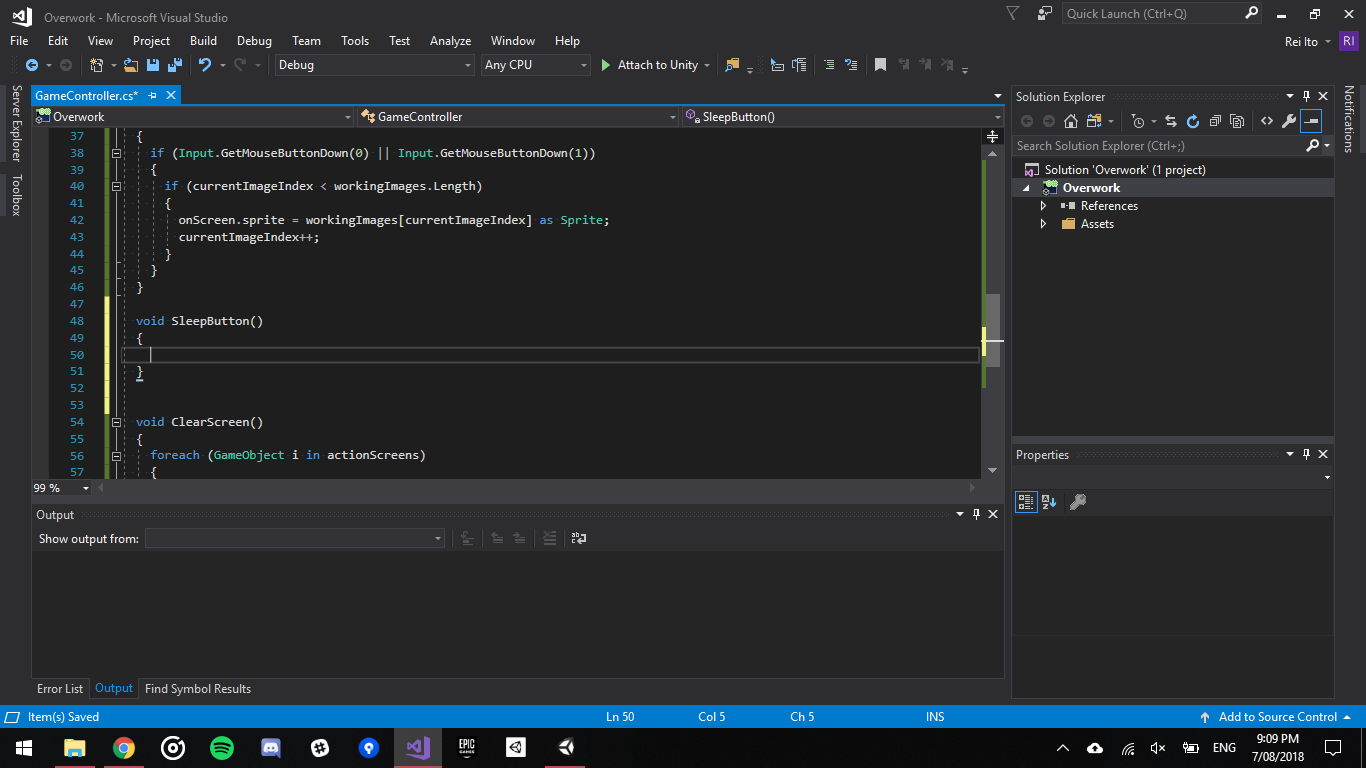 Overwork - Microsoft Visual Studio
Quick Launch (Ctrl+Q)
File Edit View Project Build Debug Team Tools Test Analyze Window Help
Rei Ito RI
Debug Any CPU Attach to Unity
Server Explorer
Toolbox
GameController.cs*
Overwork GameController SleepButton()
37 {
38 if (Input.GetMouseButtonDown(0) || Input.GetMouseButtonDown(1))
39 {
40 if (currentImageIndex < workingImages.Length)
41 {
42 onScreen.sprite = workingImages[currentImageIndex] as Sprite;
43 currentImageIndex++;
44 }
45 }
46 }
47
48 void SleepButton()
49 {
50
51 }
52
53
54 void ClearScreen()
55 {
56 foreach (GameObject i in actionScreens)
57 {
99 %
Output
Show output from:
Error List Output Find Symbol Results
Solution Explorer
Search Solution Explorer (Ctrl+;)
Solution 'Overwork' (1 project)
Overwork
References
Assets
Properties
Notifications
Item(s) Saved Ln 50 Col 5 Ch 5 INS Add to Source Control
EPIC GAMES
ENG
9:09 PM
7/08/2018